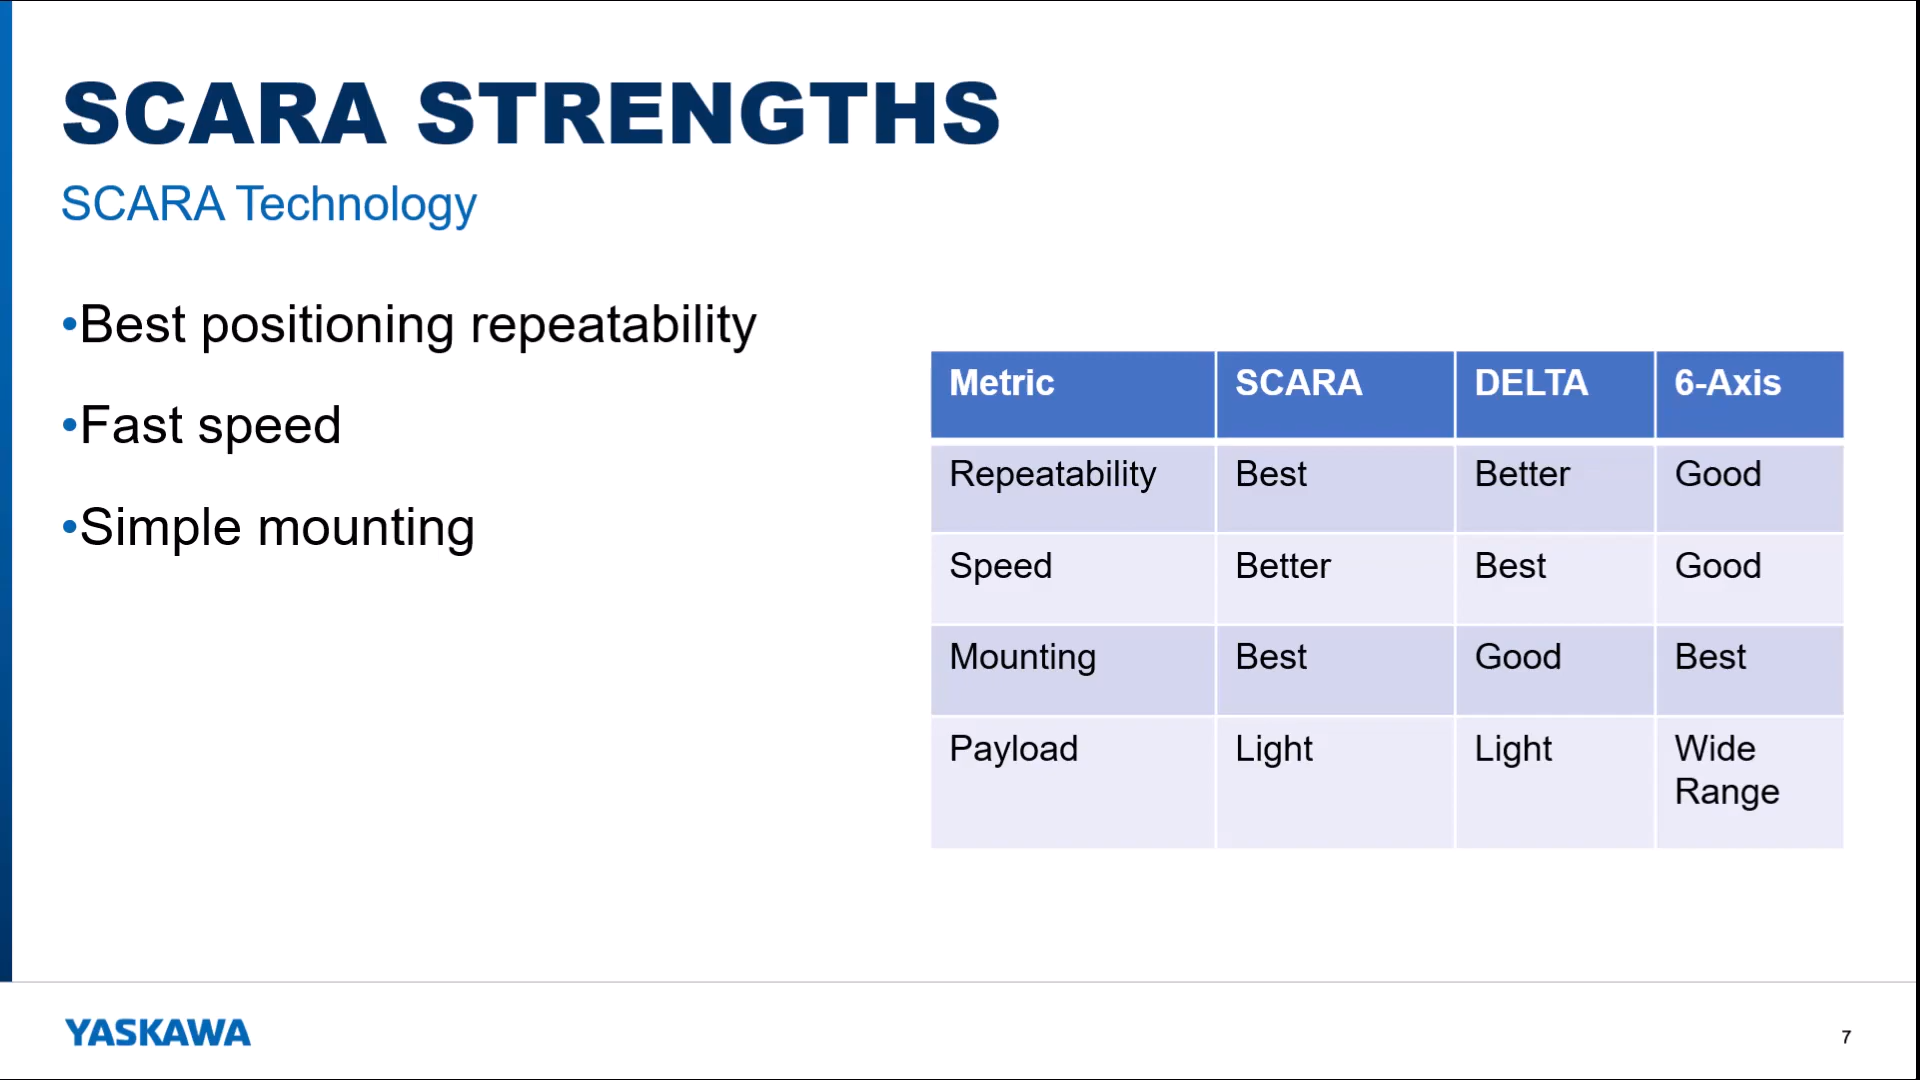 SCARA STRENGTHS
SCARA Technology
•Best positioning repeatability
•Fast speed
•Simple mounting
Metric SCARA DELTA 6-Axis
Repeatability Best Better Good
Speed Better Best Good
Mounting Best Good Best
Payload Light Light Wide
Range
YASKAWA
7